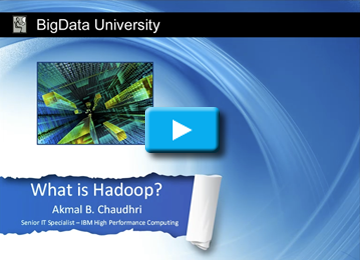 BigData University
What is Hadoop?
Akmal B. Chaudhri
Senior IT Specialist – IBM High Performance Computing